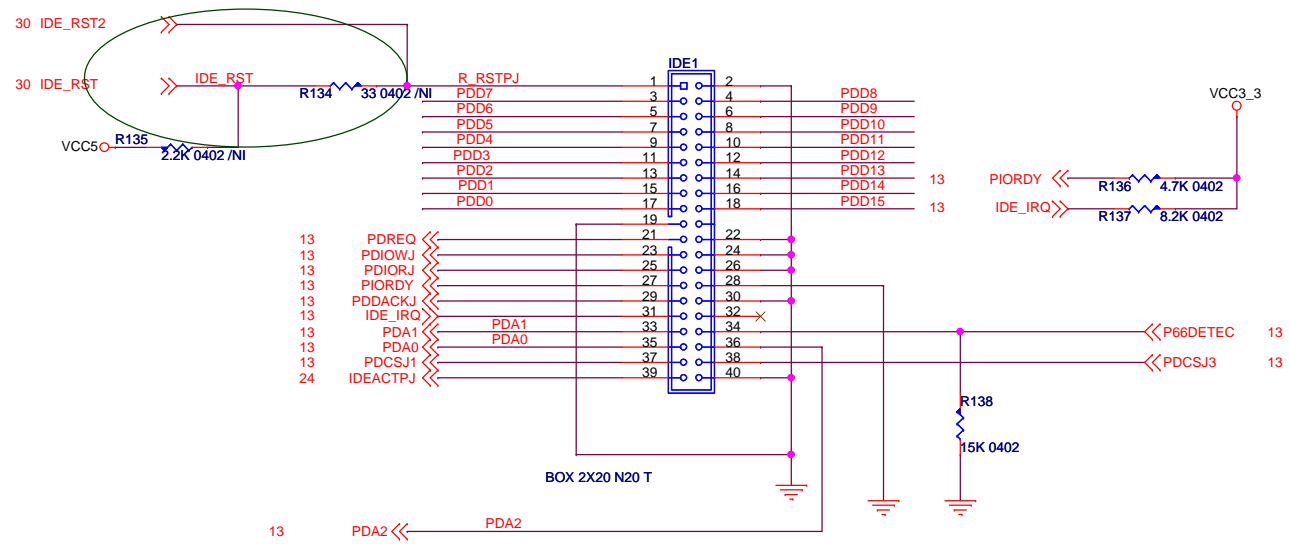 30 IDE_RST2
IDE1
30 IDE_RST IDE_RST R_RSTPJ 1 2
R134 33 0402 /NI
VCC3_3
PDD7 3 4 PDD8
PDD6 5 6 PDD9
PDD5 7 8 PDD10
R135
VCC5 PDD4 9 10 PDD11
2.2K 0402 /NI
PDD3 11 12 PDD12
PDD2 13 14 PDD13 13 PIORDY
R136 4.7K 0402
PDD1 15 16 PDD14
PDD0 17 18 PDD15 13 IDE_IRQ
R137 8.2K 0402
19
13 PDREQ 21 22
13 PDIOWJ 23 24
13 PDIORJ 25 26
13 PIORDY 27 28
13 PDDACKJ 29 30
13 IDE_IRQ 31 32
13 PDA1 PDA1 33 34 P66DETEC 13
13 PDA0 PDA0 35 36
13 PDCSJ1 37 38 PDCSJ3 13
24 IDEACTPJ 39 40
R138
15K 0402
BOX 2X20 N20 T
13 PDA2 PDA2